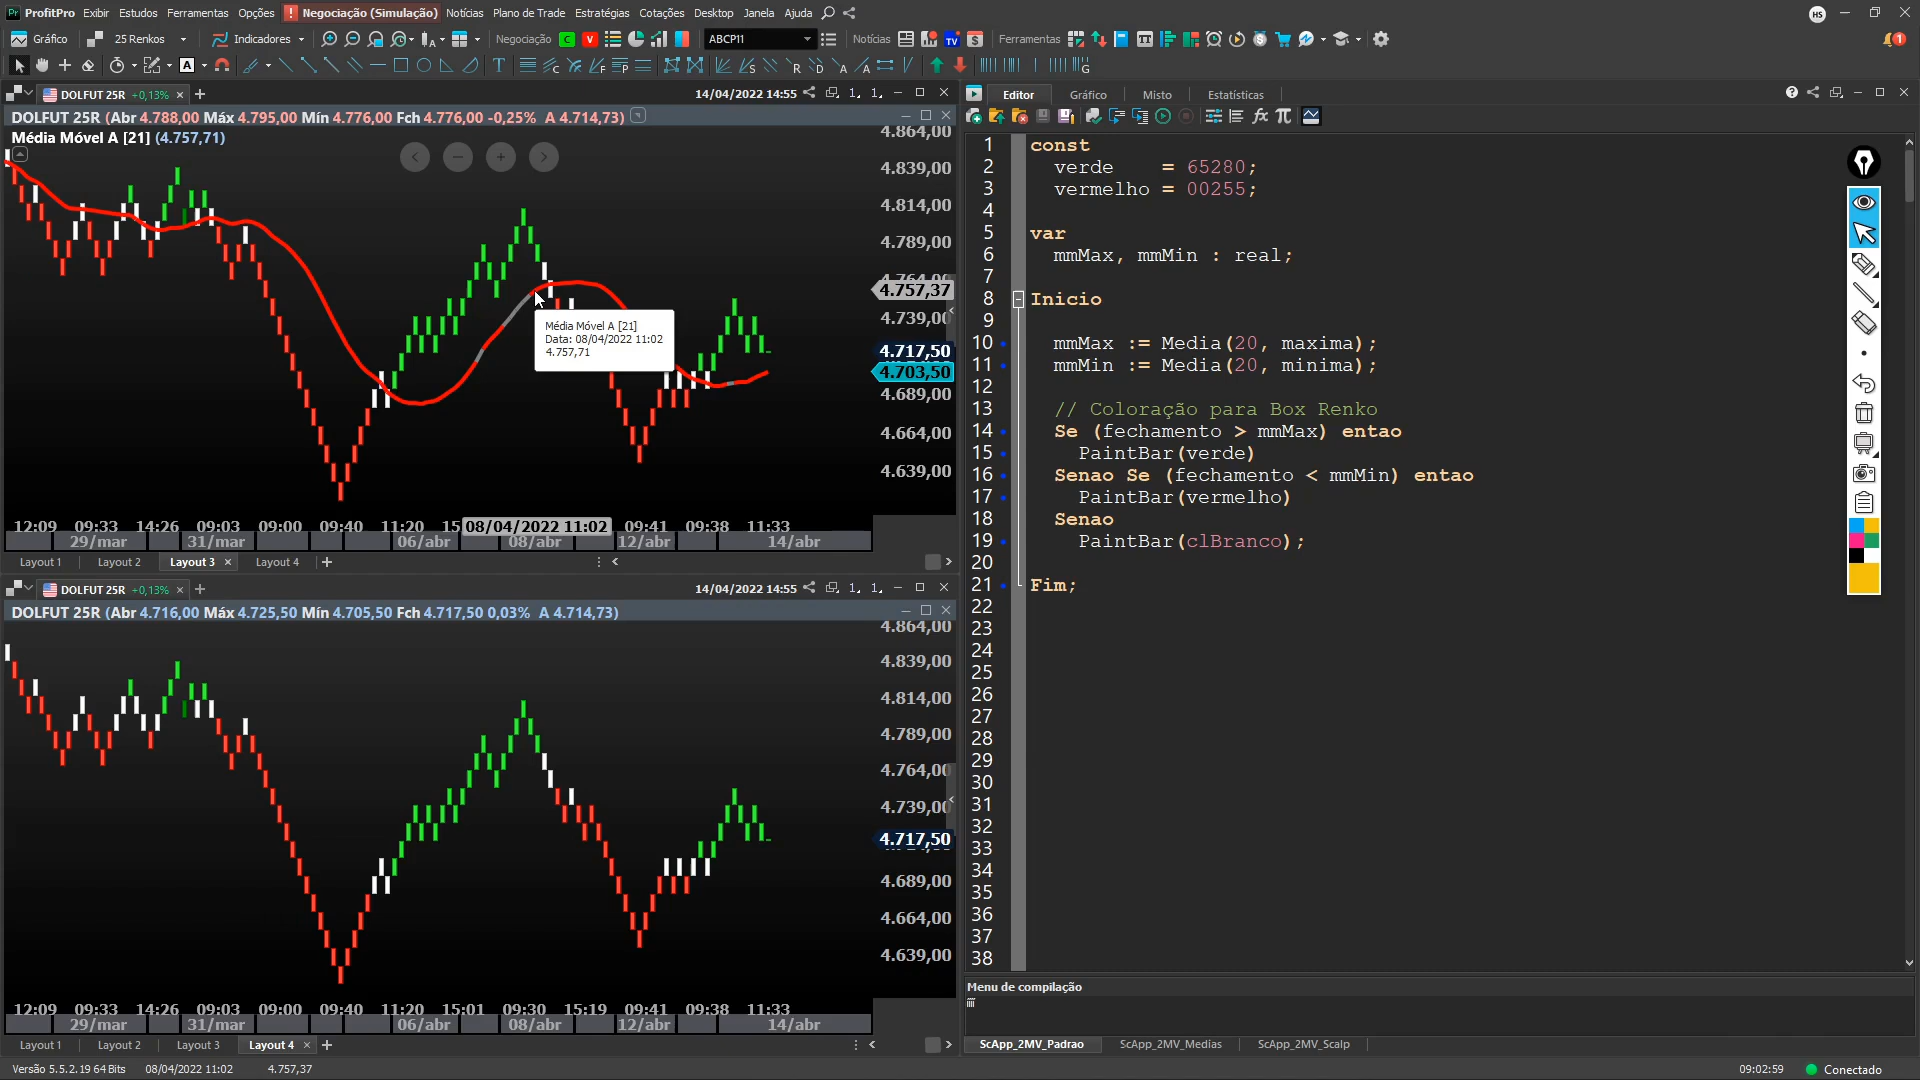 ProfitPro Exibir Estudos Ferramentas Opções Negociação (Simulação) Notícias Plano de Trade Estratégias Cotações Desktop Janela Ajuda HS
Gráfico 25 Renkos Indicadores Negociação C V ABCP11 Notícias TV Ferramentas 1
DOLFUT 25R +0,13% 14/04/2022 14:55
DOLFUT 25R (Abr 4.788,00 Máx 4.795,00 Mín 4.776,00 Fch 4.776,00 -0,25% A 4.714,73)
Média Móvel A [21] (4.757,71)
4.864,00
4.839,00
4.814,00
4.789,00
4.757,37
4.739,00
4.717,50
4.703,50
4.689,00
4.664,00
4.639,00
Média Móvel A [21]
Data: 08/04/2022 11:02
4.757,71
12:09 09:33 14:26 09:03 09:00 09:40 11:20 15 08/04/2022 11:02 09:41 09:38 11:33
29/mar 31/mar 06/abr 08/abr 12/abr 14/abr
Layout 1 Layout 2 Layout 3 Layout 4
DOLFUT 25R +0,13% 14/04/2022 14:55
DOLFUT 25R (Abr 4.716,00 Máx 4.725,50 Mín 4.705,50 Fch 4.717,50 0,03% A 4.714,73)
4.864,00
4.839,00
4.814,00
4.789,00
4.764,00
4.739,00
4.717,50
4.689,00
4.664,00
4.639,00
12:09 09:33 14:26 09:03 09:00 09:40 11:20 15:01 09:30 15:19 09:41 09:38 11:33
29/mar 31/mar 06/abr 08/abr 12/abr 14/abr
Layout 1 Layout 2 Layout 3 Layout 4
Editor Gráfico Misto Estatísticas
1 const
2 verde = 65280;
3 vermelho = 00255;
4
5 var
6 mmMax, mmMin : real;
7
8 Inicio
9
10 mmMax := Media(20, maxima);
11 mmMin := Media(20, minima);
12
13 // Coloração para Box Renko
14 Se (fechamento > mmMax) entao
15 PaintBar(verde)
16 Senao Se (fechamento < mmMin) entao
17 PaintBar(vermelho)
18 Senao
19 PaintBar(clBranco);
20
21 Fim;
22
23
24
25
26
27
28
29
30
31
32
33
34
35
36
37
38
Menu de compilação
ScApp_2MV_Padrao ScApp_2MV_Medias ScApp_2MV_Scalp
Versão 5.5.2.19 64 Bits 08/04/2022 11:02 4.757,37 09:02:59 Conectado